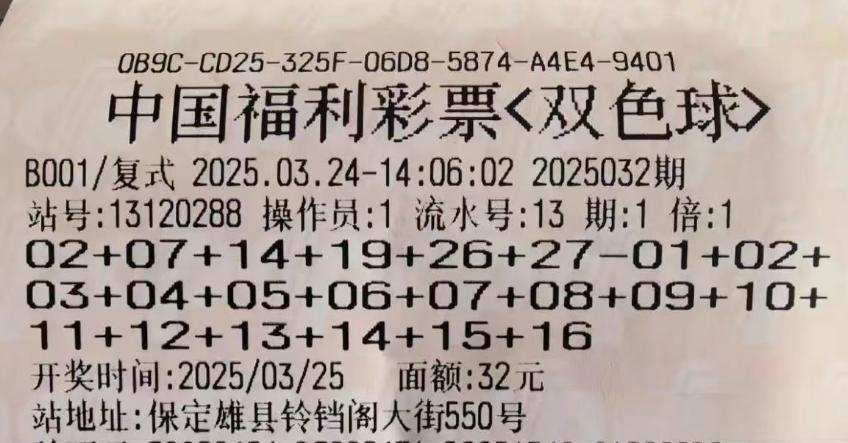 0B9C-CD25-325F-06D8-5874-A4E4-9401
中国福利彩票<双色球>
B001/复式 2025.03.24-14:06:02 2025032期
站号:13120288 操作员:1 流水号:13 期:1 倍:1
02+07+14+19+26+27-01+02+
03+04+05+06+07+08+09+10+
11+12+13+14+15+16
开奖时间:2025/03/25 面额:32元
站地址:保定雄县铃铛阁大街550号